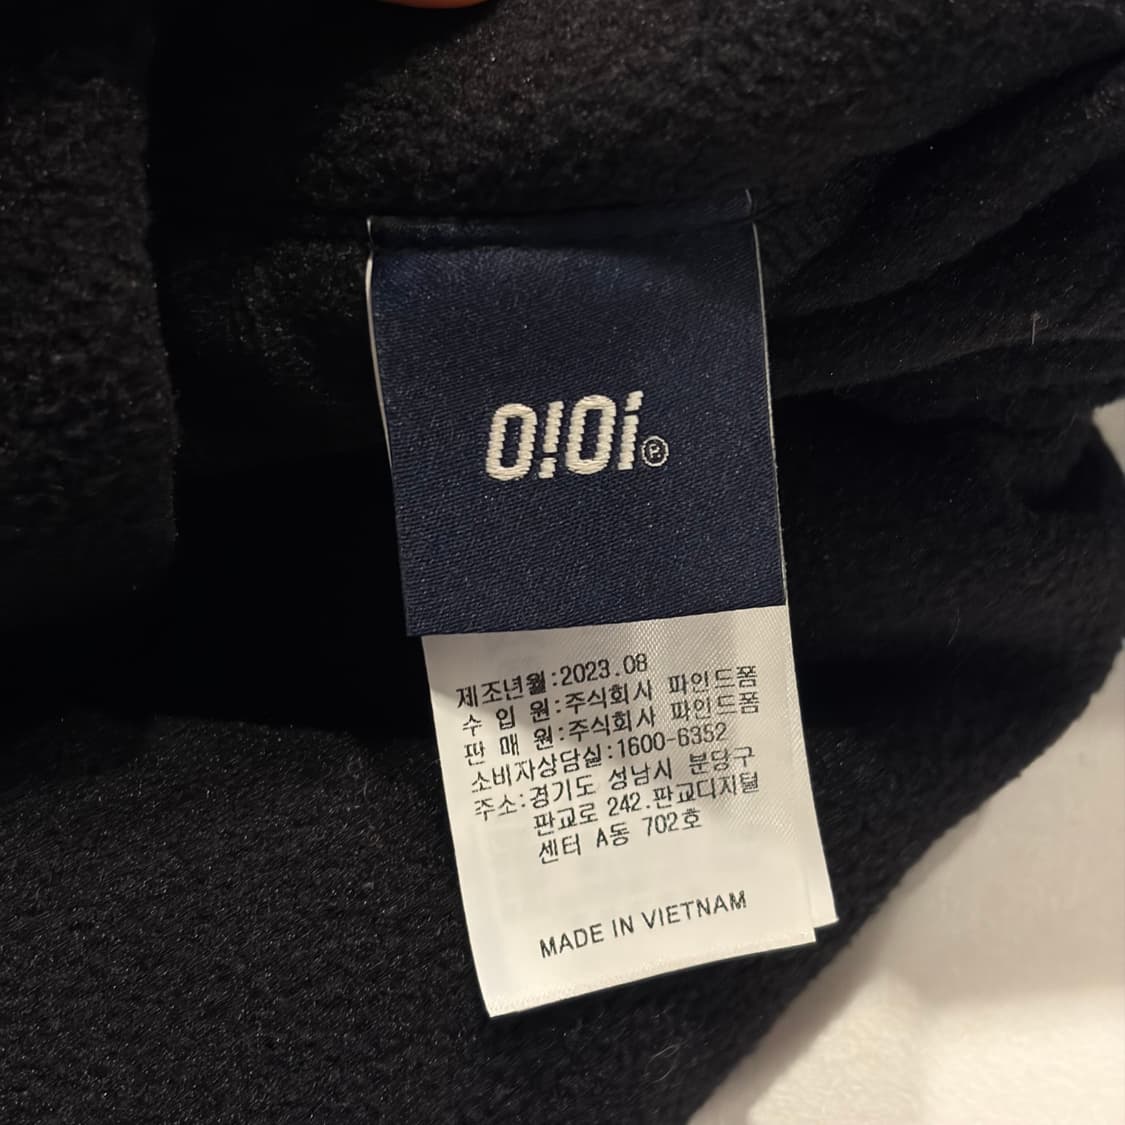 O!Oi®
제조년월:2023.08
수 입 원:주식회사 파인드폼
판 매 원:주식회사 파인드폼
소비자상담실:1600-6352
주소:경기도 성남시 분당구
판교로 242.판교디지털
센터 A동 702호
MADE IN VIETNAM